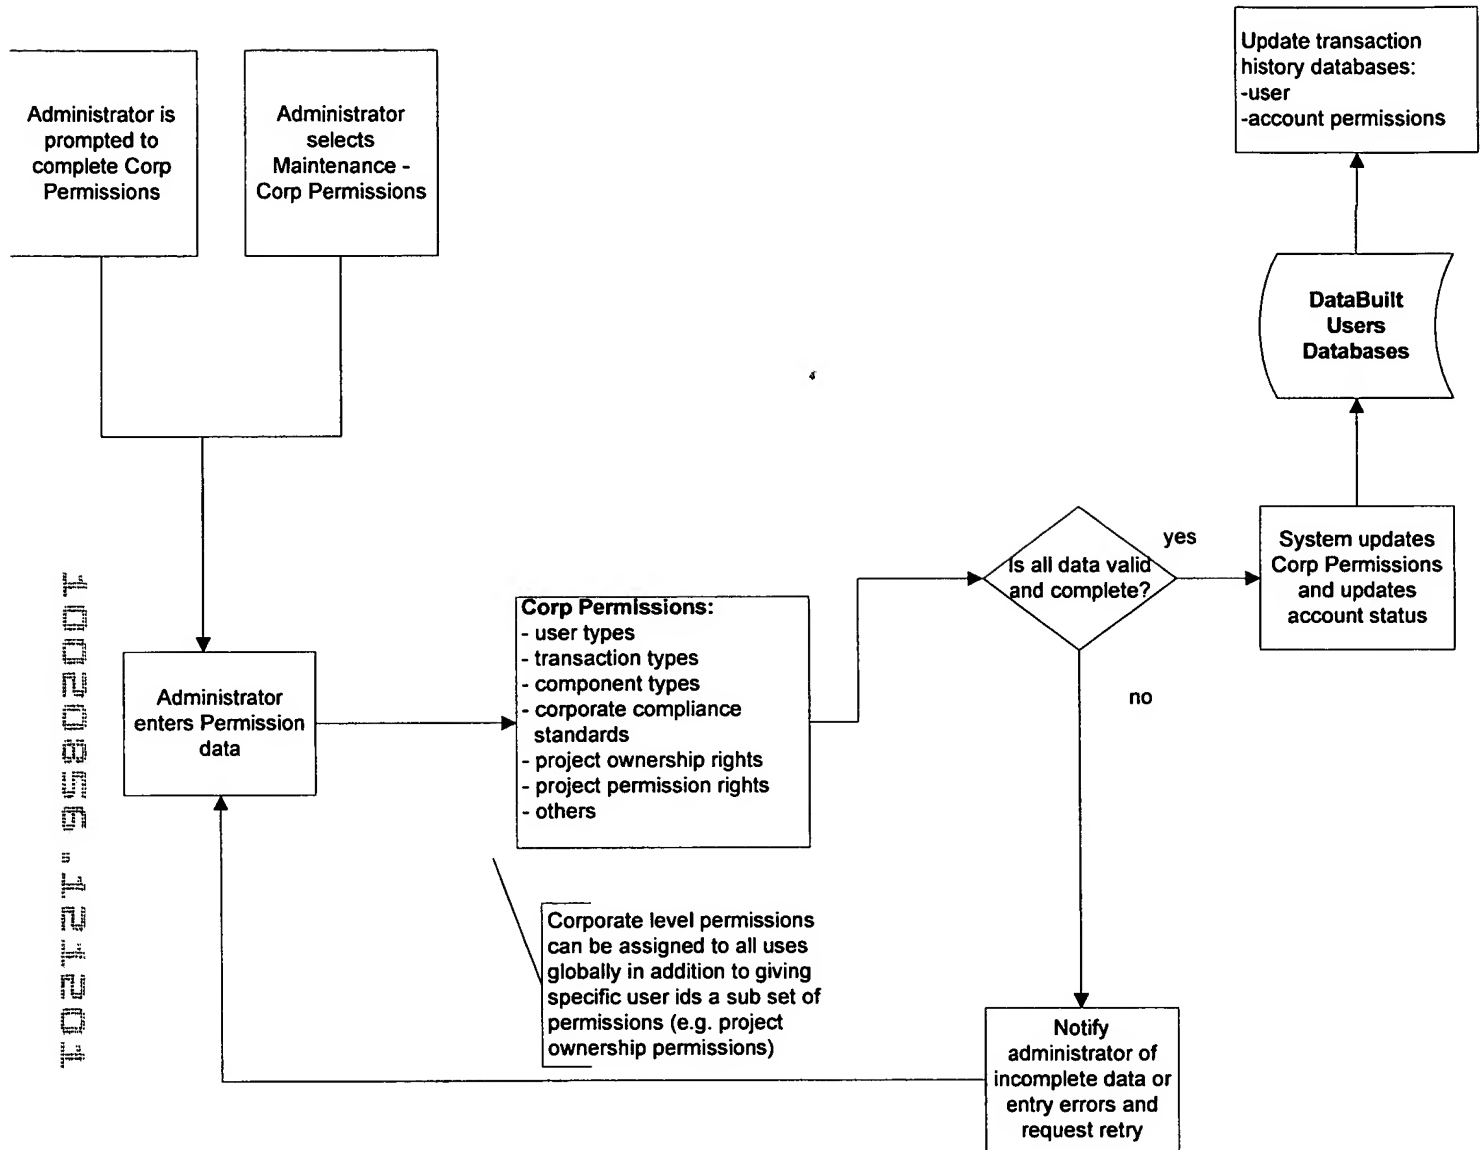 Administrator is
prompted to
complete Corp
Permissions
Administrator
selects
Maintenance -
Corp Permissions
Update transaction
history databases:
-user
-account permissions
DataBuilt
Users
Databases
System updates
Corp Permissions
and updates
account status
yes
Is all data valid
and complete?
no
Corp Permissions:
- user types
- transaction types
- component types
- corporate compliance
standards
- project ownership rights
- project permission rights
- others
Administrator
enters Permission
data
Corporate level permissions
can be assigned to all uses
globally in addition to giving
specific user ids a sub set of
permissions (e.g. project
ownership permissions)
Notify
administrator of
incomplete data or
entry errors and
request retry
10020856.121201